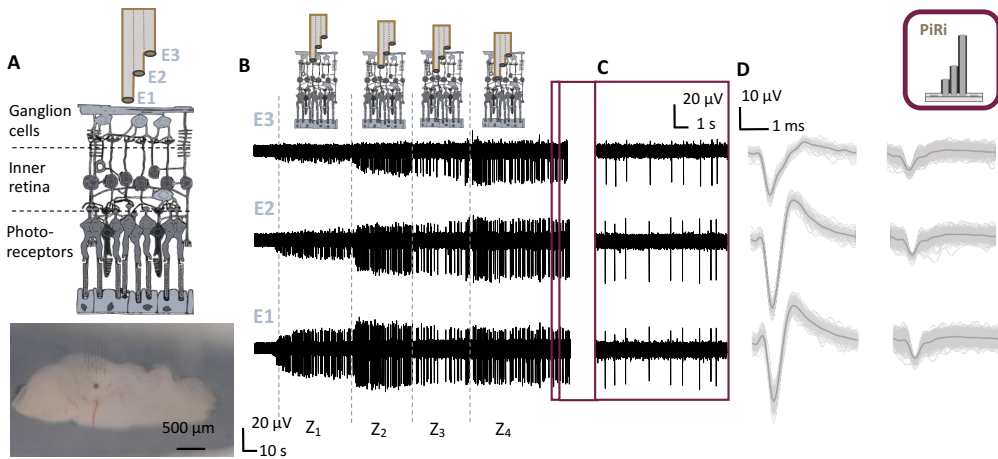 A
E3
E2
E1
Ganglion
cells
Inner
retina
Photo-
receptors
500 µm
B
E3
E2
E1
20 µV
10 s
Z1
Z2
Z3
Z4
C
20 µV
1 s
D
10 µV
1 ms
PiRi